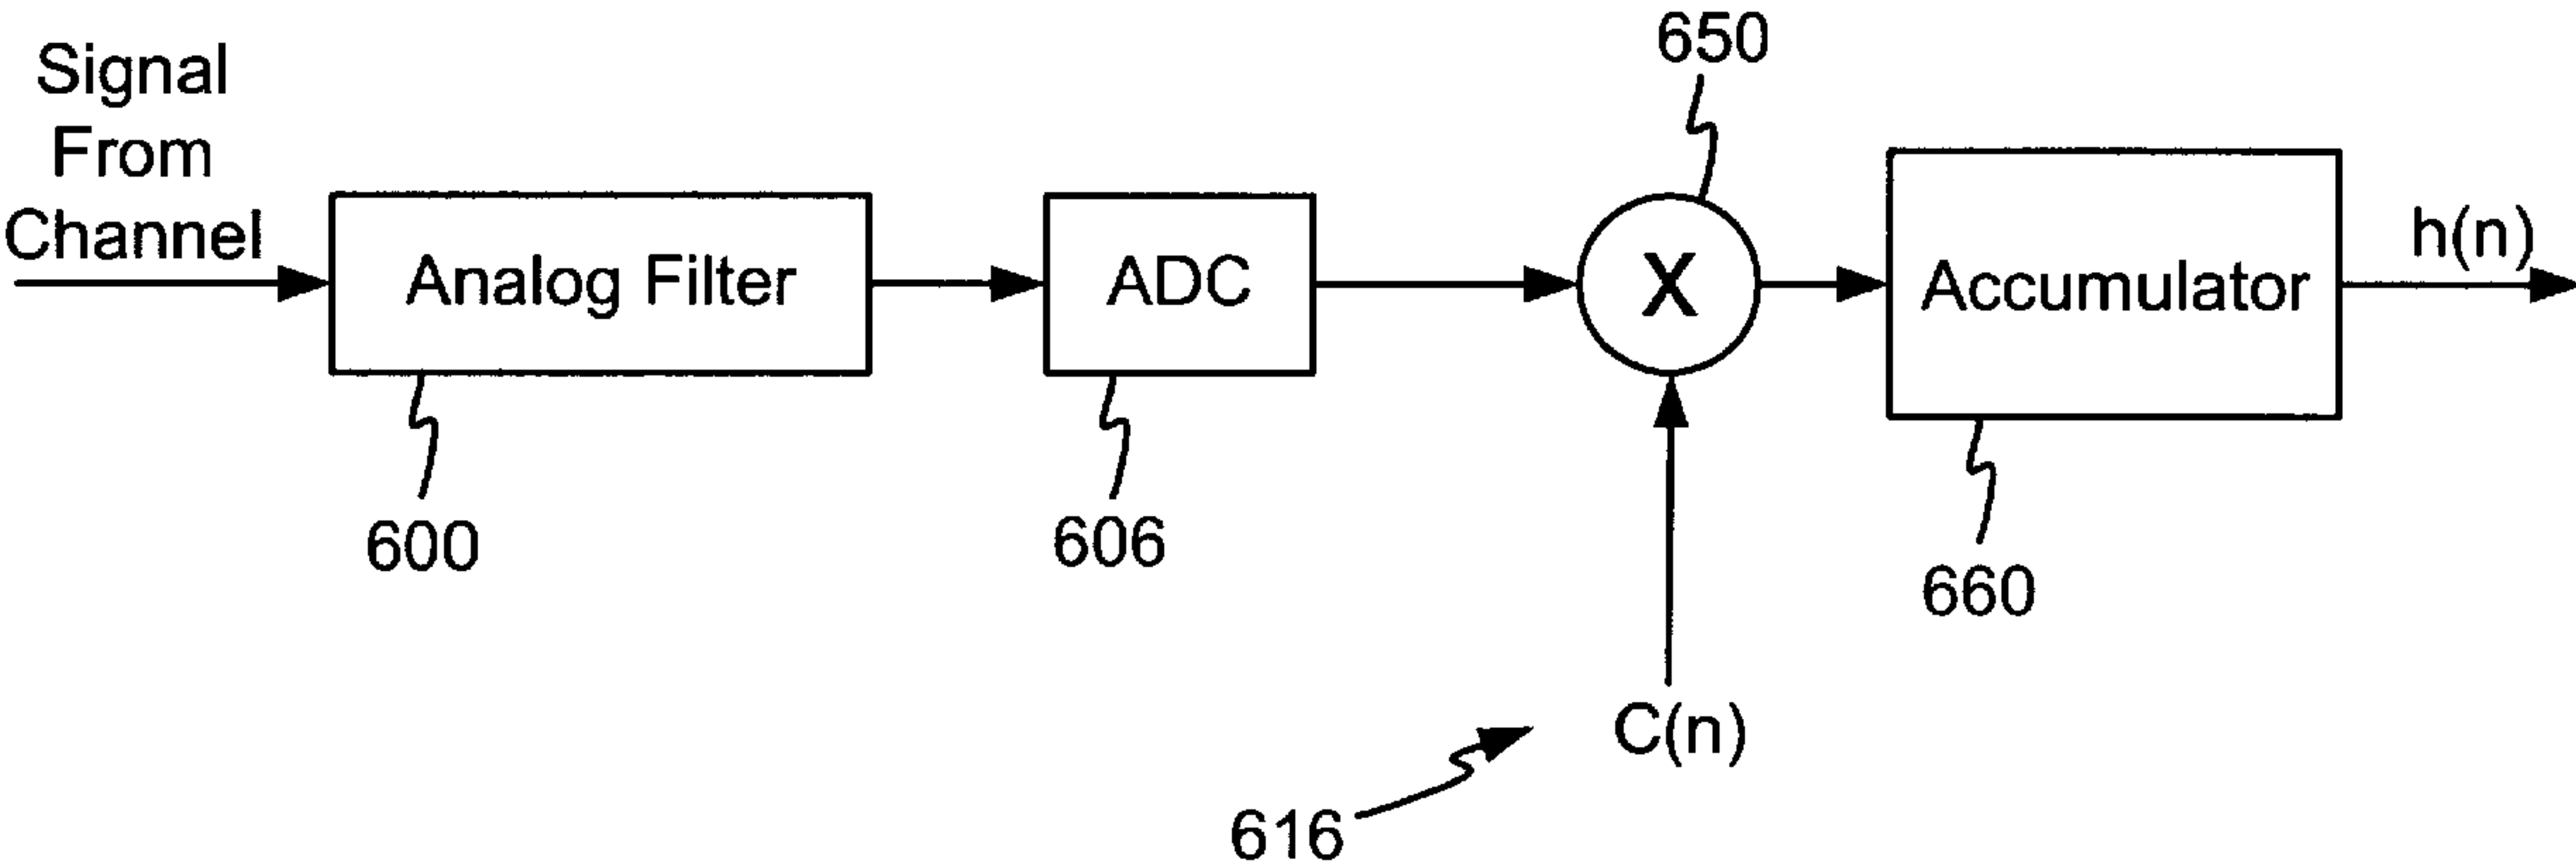 650
Signal
From
Channel
Analog Filter
ADC
X
Accumulator
h(n)
600
606
660
C(n)
616